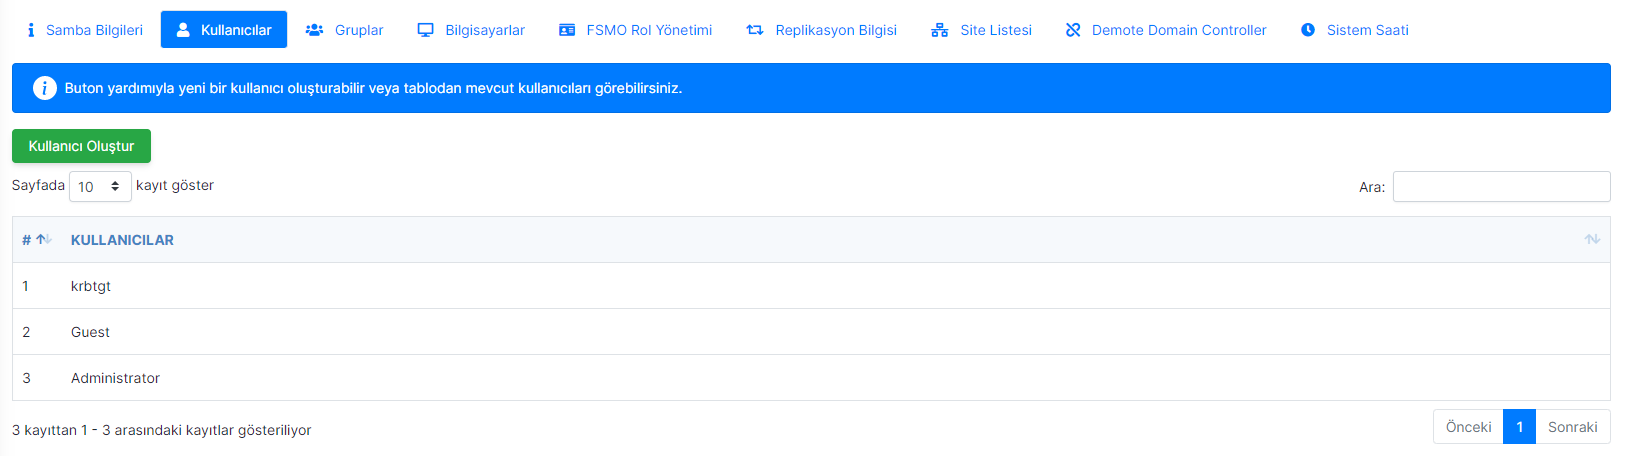 Samba Bilgileri Kullanıcılar Gruplar Bilgisayarlar FSMO Rol Yönetimi Replikasyon Bilgisi Site Listesi Demote Domain Controller Sistem Saati
Buton yardımıyla yeni bir kullanıcı oluşturabilir veya tablodan mevcut kullanıcıları görebilirsiniz.
Kullanıcı Oluştur
Sayfada 10 kayıt göster Ara:
# KULLANICILAR
1 krbtgt
2 Guest
3 Administrator
3 kayıttan 1 - 3 arasındaki kayıtlar gösteriliyor Önceki 1 Sonraki